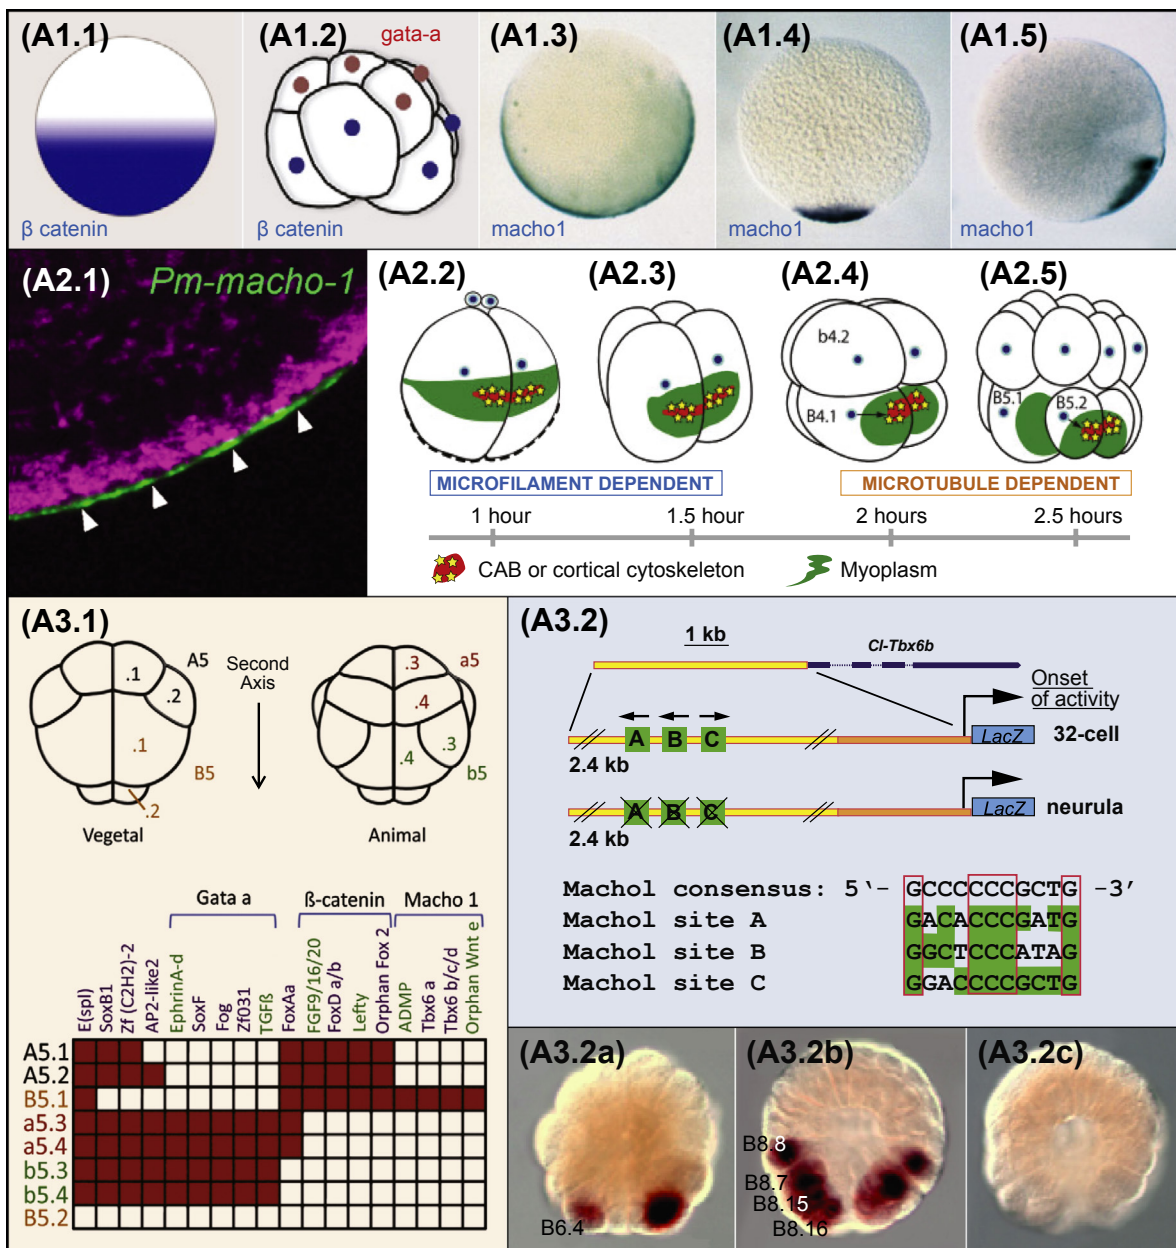 (A1.1)
β catenin
(A1.2)
gata-a
β catenin
(A1.3)
macho1
(A1.4)
macho1
(A1.5)
macho1
(A2.1)
Pm-macho-1
(A2.2)
(A2.3)
(A2.4)
b4.2
B4.1
(A2.5)
B5.1
B5.2
MICROFILAMENT DEPENDENT
MICROTUBULE DEPENDENT
1 hour
1.5 hour
2 hours
2.5 hours
CAB or cortical cytoskeleton
Myoplasm
(A3.1)
A5
.1
.2
.1
B5
.2
Vegetal
Second
Axis
.3
a5
.4
.3
.4
b5
Animal
Gata a
ß-catenin
Macho 1
E(spl)
SoxB1
Zf (C2H2)-2
AP2-like2
EphrinA-d
SoxF
Fog
Zf031
TGFß
FoxAa
FGF9/16/20
FoxD a/b
Lefty
Orphan Fox 2
ADMP
Tbx6 a
Tbx6 b/c/d
Orphan Wnt e
A5.1
A5.2
B5.1
a5.3
a5.4
b5.3
b5.4
B5.2
(A3.2)
1 kb
CI-Tbx6b
Onset
of activity
A B C
LacZ
32-cell
2.4 kb
A B C
LacZ
neurula
2.4 kb
Machol consensus: 5'- GCCCCCCGCTG -3'
Machol site A GACACCCGATG
Machol site B GGCTCCCATAG
Machol site C GGACCCCGCTG
(A3.2a)
B6.4
(A3.2b)
B8.8
B8.7
B8.15
B8.16
(A3.2c)